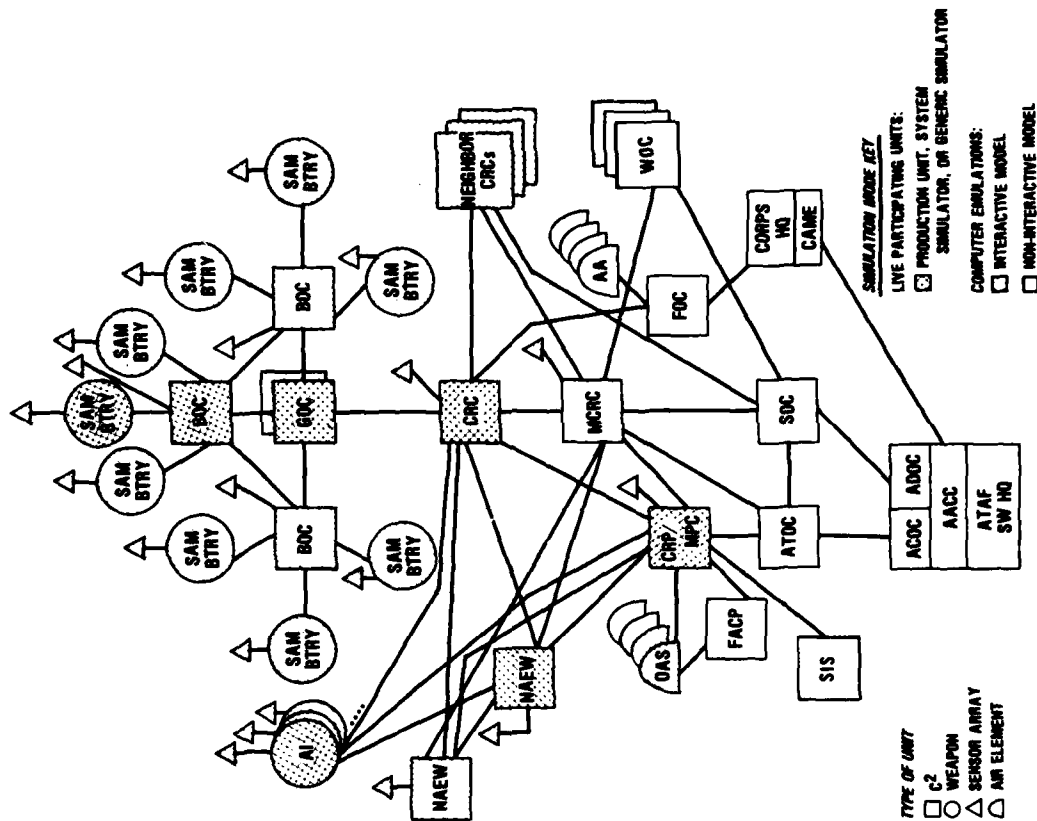 SAM
BTRY
SAM
BTRY
SAM
BTRY
SAM
BTRY
SAM
BTRY
SAM
BTRY
SAM
BTRY
SAM
BTRY
SAM
BTRY
BOC
BOC
BOC
GOC
AI
NAEW
NAEW
CRC
NEIGHBOR
CRCs
MCRC
WOC
AA
FOC
CORPS
HQ
CAME
CRP/
MPC
OAS
FACP
SIS
ATOC
SOC
ACOC
ADOC
AACC
ATAF
SW HQ
TYPE OF UNIT
C²
WEAPON
SENSOR ARRAY
AIR ELEMENT
SIMULATION MODE KEY
LIVE PARTICIPATING UNITS:
PRODUCTION UNIT, SYSTEM
SIMULATOR, OR GENERIC SIMULATOR
COMPUTER EMULATIONS:
INTERACTIVE MODEL
NON-INTERACTIVE MODEL